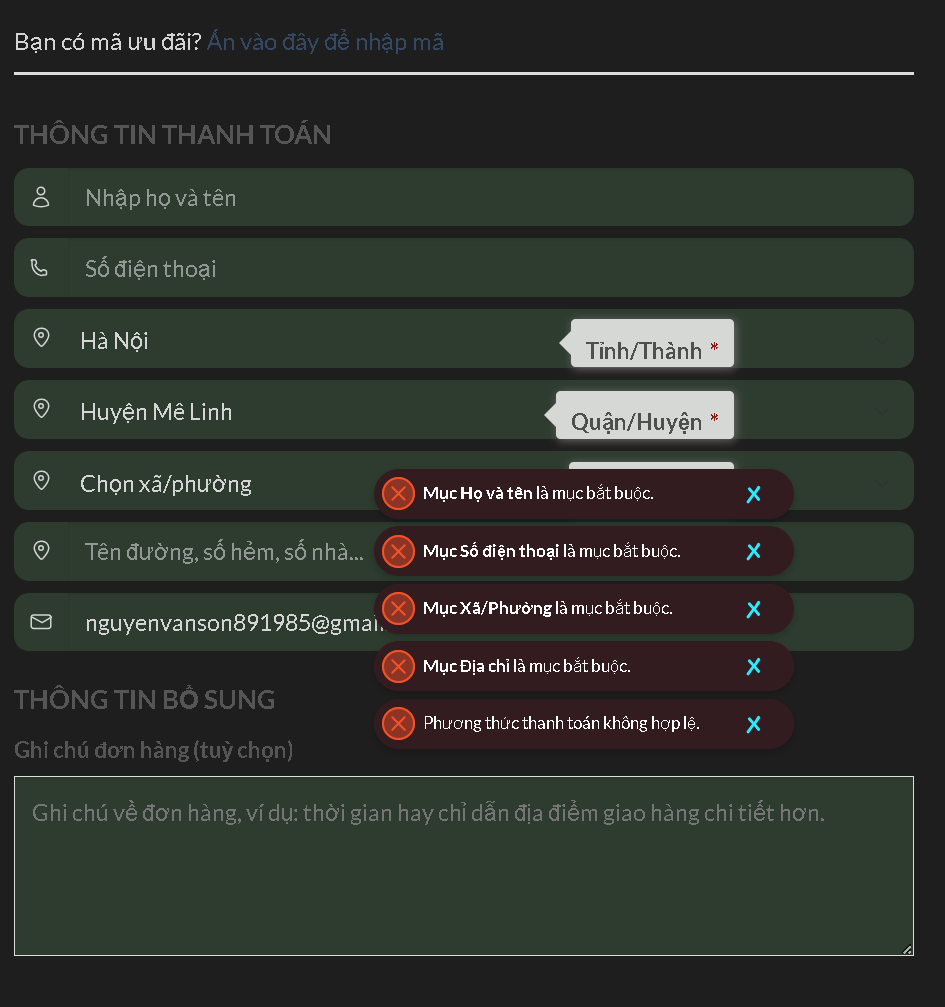 Bạn có mã ưu đãi? Ấn vào đây để nhập mã
THÔNG TIN THANH TOÁN
Nhập họ và tên
Số điện thoại
Hà Nội
Tỉnh/Thành *
Huyện Mê Linh
Quận/Huyện *
Chọn xã/phường
Mục Họ và tên là mục bắt buộc.
Tên đường, số hẻm, số nhà...
Mục Số điện thoại là mục bắt buộc.
nguyenvanson891985@gmai
Mục Xã/Phường là mục bắt buộc.
Mục Địa chỉ là mục bắt buộc.
THÔNG TIN BỔ SUNG
Phương thức thanh toán không hợp lệ.
Ghi chú đơn hàng (tuỳ chọn)
Ghi chú về đơn hàng, ví dụ: thời gian hay chỉ dẫn địa điểm giao hàng chi tiết hơn.